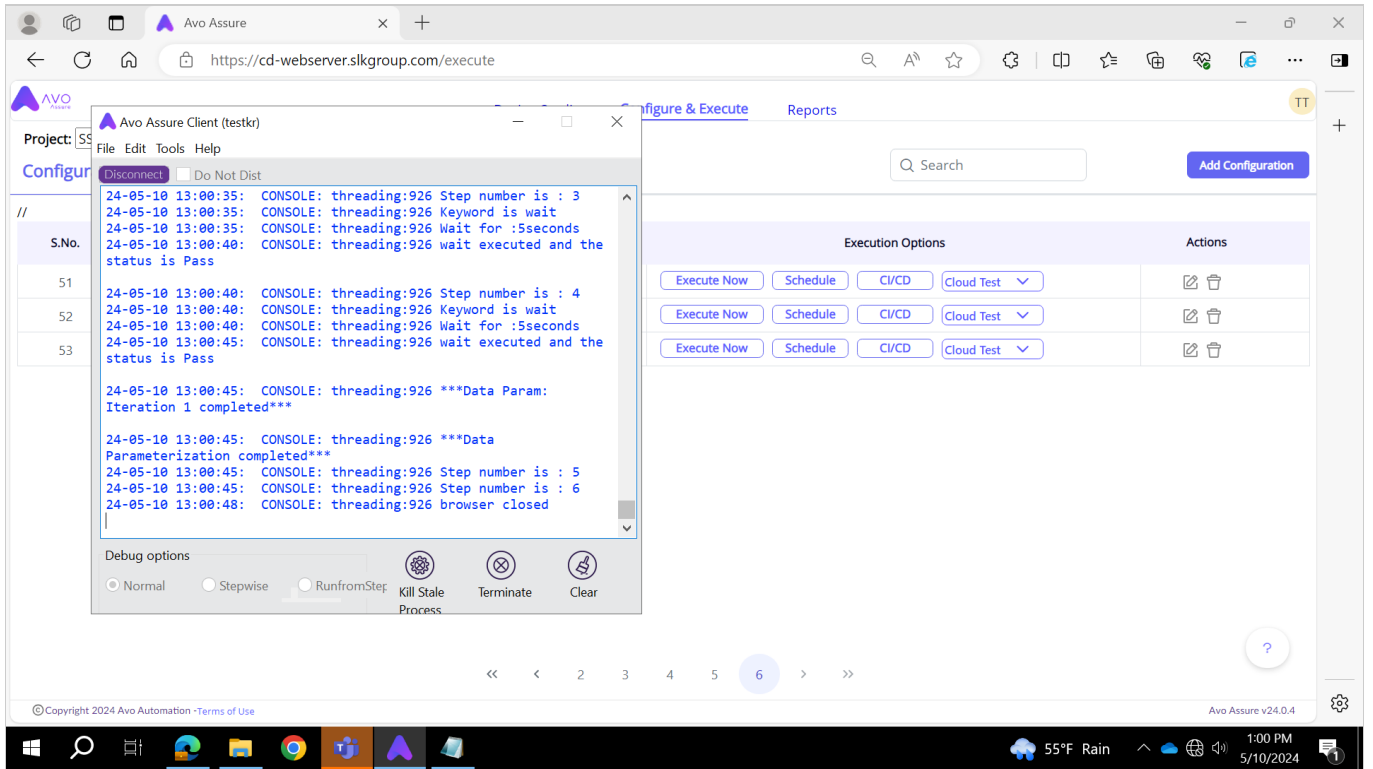 Avo Assure
https://cd-webserver.slkgroup.com/execute
AVO
Assure
Configure & Execute
Reports
TT
Project: SS
Configur
Search
Add Configuration
//
S.No.
Execution Options
Actions
51
Execute Now Schedule CI/CD Cloud Test
52
Execute Now Schedule CI/CD Cloud Test
53
Execute Now Schedule CI/CD Cloud Test
Avo Assure Client (testkr)
File Edit Tools Help
Disconnect Do Not Dist
24-05-10 13:00:35: CONSOLE: threading:926 Step number is : 3
24-05-10 13:00:35: CONSOLE: threading:926 Keyword is wait
24-05-10 13:00:35: CONSOLE: threading:926 Wait for :5seconds
24-05-10 13:00:40: CONSOLE: threading:926 wait executed and the
status is Pass
24-05-10 13:00:40: CONSOLE: threading:926 Step number is : 4
24-05-10 13:00:40: CONSOLE: threading:926 Keyword is wait
24-05-10 13:00:40: CONSOLE: threading:926 Wait for :5seconds
24-05-10 13:00:45: CONSOLE: threading:926 wait executed and the
status is Pass
24-05-10 13:00:45: CONSOLE: threading:926 ***Data Param:
Iteration 1 completed***
24-05-10 13:00:45: CONSOLE: threading:926 ***Data
Parameterization completed***
24-05-10 13:00:45: CONSOLE: threading:926 Step number is : 5
24-05-10 13:00:45: CONSOLE: threading:926 Step number is : 6
24-05-10 13:00:48: CONSOLE: threading:926 browser closed
Debug options
Normal Stepwise RunfromStep
Kill Stale
Process
Terminate
Clear
2 3 4 5 6
?
©Copyright 2024 Avo Automation -Terms of Use
Avo Assure v24.0.4
55°F Rain
1:00 PM
5/10/2024
1